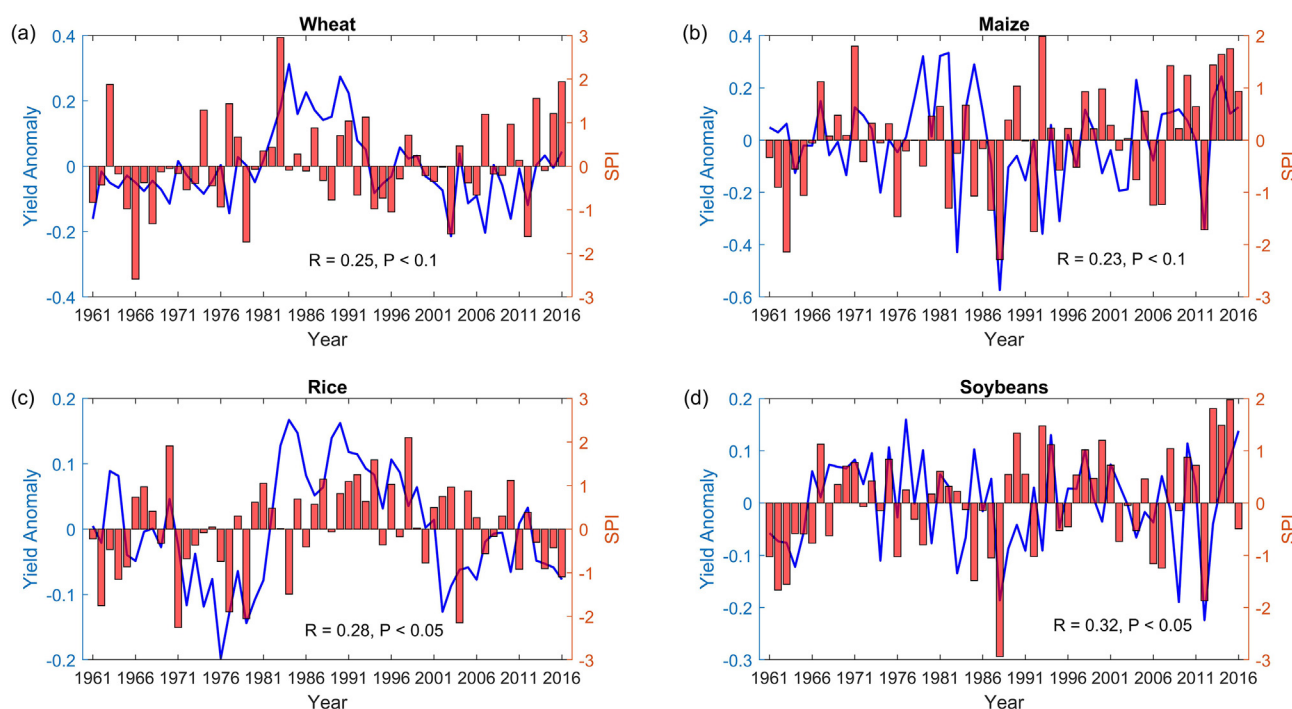 (a)
Wheat
0.4
0.2
0
-0.2
-0.4
Yield Anomaly
3
2
1
0
-1
-2
-3
SPI
R = 0.25, P < 0.1
1961 1966 1971 1976 1981 1986 1991 1996 2001 2006 2011 2016
Year
(b)
Maize
0.4
0.2
0
-0.2
-0.4
-0.6
Yield Anomaly
2
1
0
-1
-2
-3
SPI
R = 0.23, P < 0.1
1961 1966 1971 1976 1981 1986 1991 1996 2001 2006 2011 2016
Year
(c)
Rice
0.2
0.1
0
-0.1
-0.2
Yield Anomaly
3
2
1
0
-1
-2
-3
SPI
R = 0.28, P < 0.05
1961 1966 1971 1976 1981 1986 1991 1996 2001 2006 2011 2016
Year
(d)
Soybeans
0.2
0.1
0
-0.1
-0.2
-0.3
Yield Anomaly
2
1
0
-1
-2
-3
SPI
R = 0.32, P < 0.05
1961 1966 1971 1976 1981 1986 1991 1996 2001 2006 2011 2016
Year